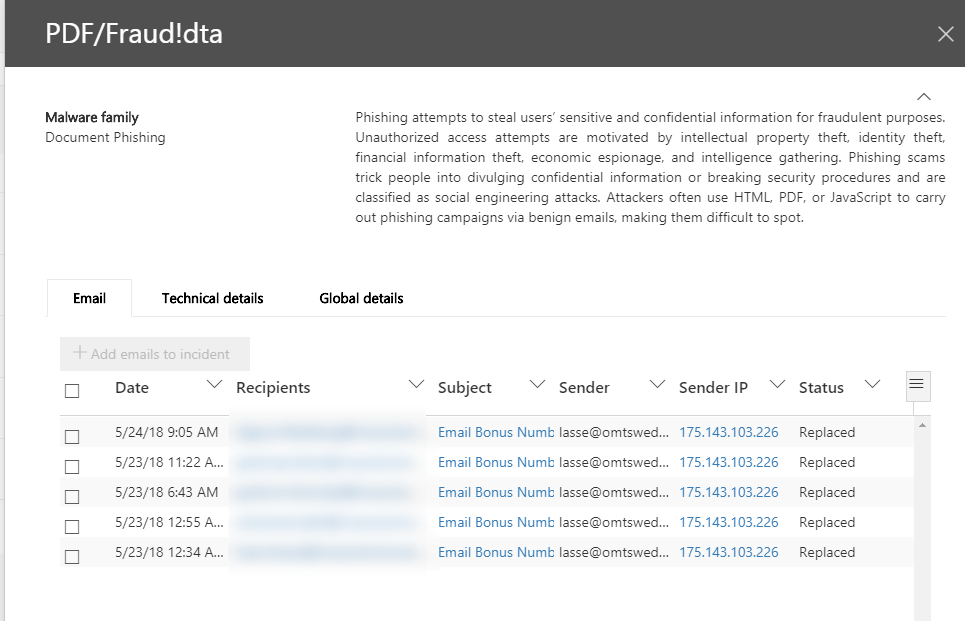 PDF/Fraud!dta
Malware family
Document Phishing
Phishing attempts to steal users’ sensitive and confidential information for fraudulent purposes.
Unauthorized access attempts are motivated by intellectual property theft, identity theft,
financial information theft, economic espionage, and intelligence gathering. Phishing scams
trick people into divulging confidential information or breaking security procedures and are
classified as social engineering attacks. Attackers often use HTML, PDF, or JavaScript to carry
out phishing campaigns via benign emails, making them difficult to spot.
Email Technical details Global details
+ Add emails to incident
Date Recipients Subject Sender Sender IP Status
5/24/18 9:05 AM Email Bonus Numb lasse@omtswed... 175.143.103.226 Replaced
5/23/18 11:22 A... Email Bonus Numb lasse@omtswed... 175.143.103.226 Replaced
5/23/18 6:43 AM Email Bonus Numb lasse@omtswed... 175.143.103.226 Replaced
5/23/18 12:55 A... Email Bonus Numb lasse@omtswed... 175.143.103.226 Replaced
5/23/18 12:34 A... Email Bonus Numb lasse@omtswed... 175.143.103.226 Replaced